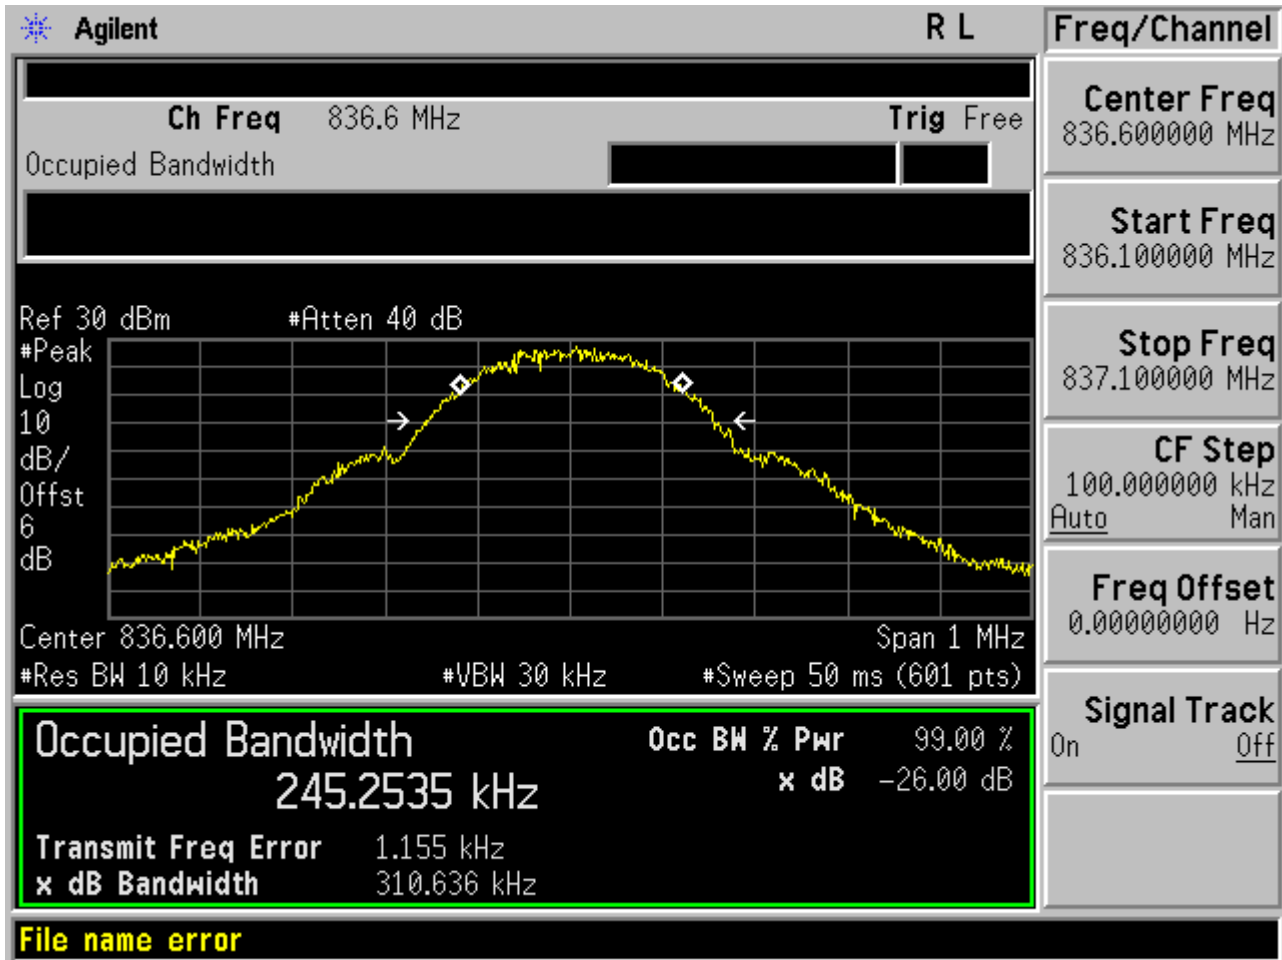 Agilent R L Freq/Channel
Ch Freq 836.6 MHz Trig Free
Occupied Bandwidth
Center Freq
836.600000 MHz
Start Freq
836.100000 MHz
Stop Freq
837.100000 MHz
CF Step
100.000000 kHz
Auto Man
Freq Offset
0.00000000 Hz
Signal Track
On Off
Ref 30 dBm #Atten 40 dB
#Peak
Log
10
dB/
Offst
6
dB
Center 836.600 MHz Span 1 MHz
#Res BW 10 kHz #VBW 30 kHz #Sweep 50 ms (601 pts)
Occupied Bandwidth
245.2535 kHz
Occ BW % Pwr 99.00 %
x dB -26.00 dB
Transmit Freq Error 1.155 kHz
x dB Bandwidth 310.636 kHz
File name error